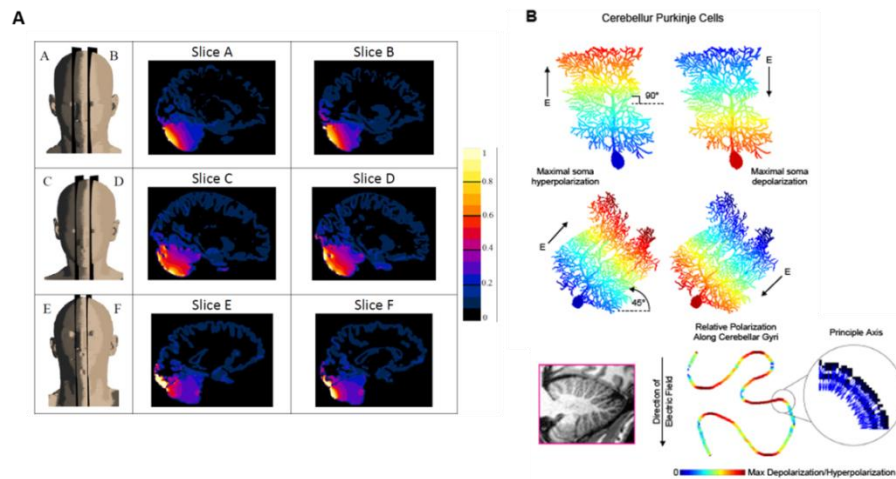 A
A B
Slice A
Slice B
C D
Slice C
Slice D
E F
Slice E
Slice F
1
0.8
0.6
0.4
0.2
0
B
Cerebellur Purkinje Cells
E
90°
E
Maximal soma
hyperpolarization
Maximal soma
depolarization
E
45°
E
Relative Polarization
Along Cerebellar Gyri
Principle Axis
Direction of
Electric Field
0
Max Depolarization/Hyperpolarization